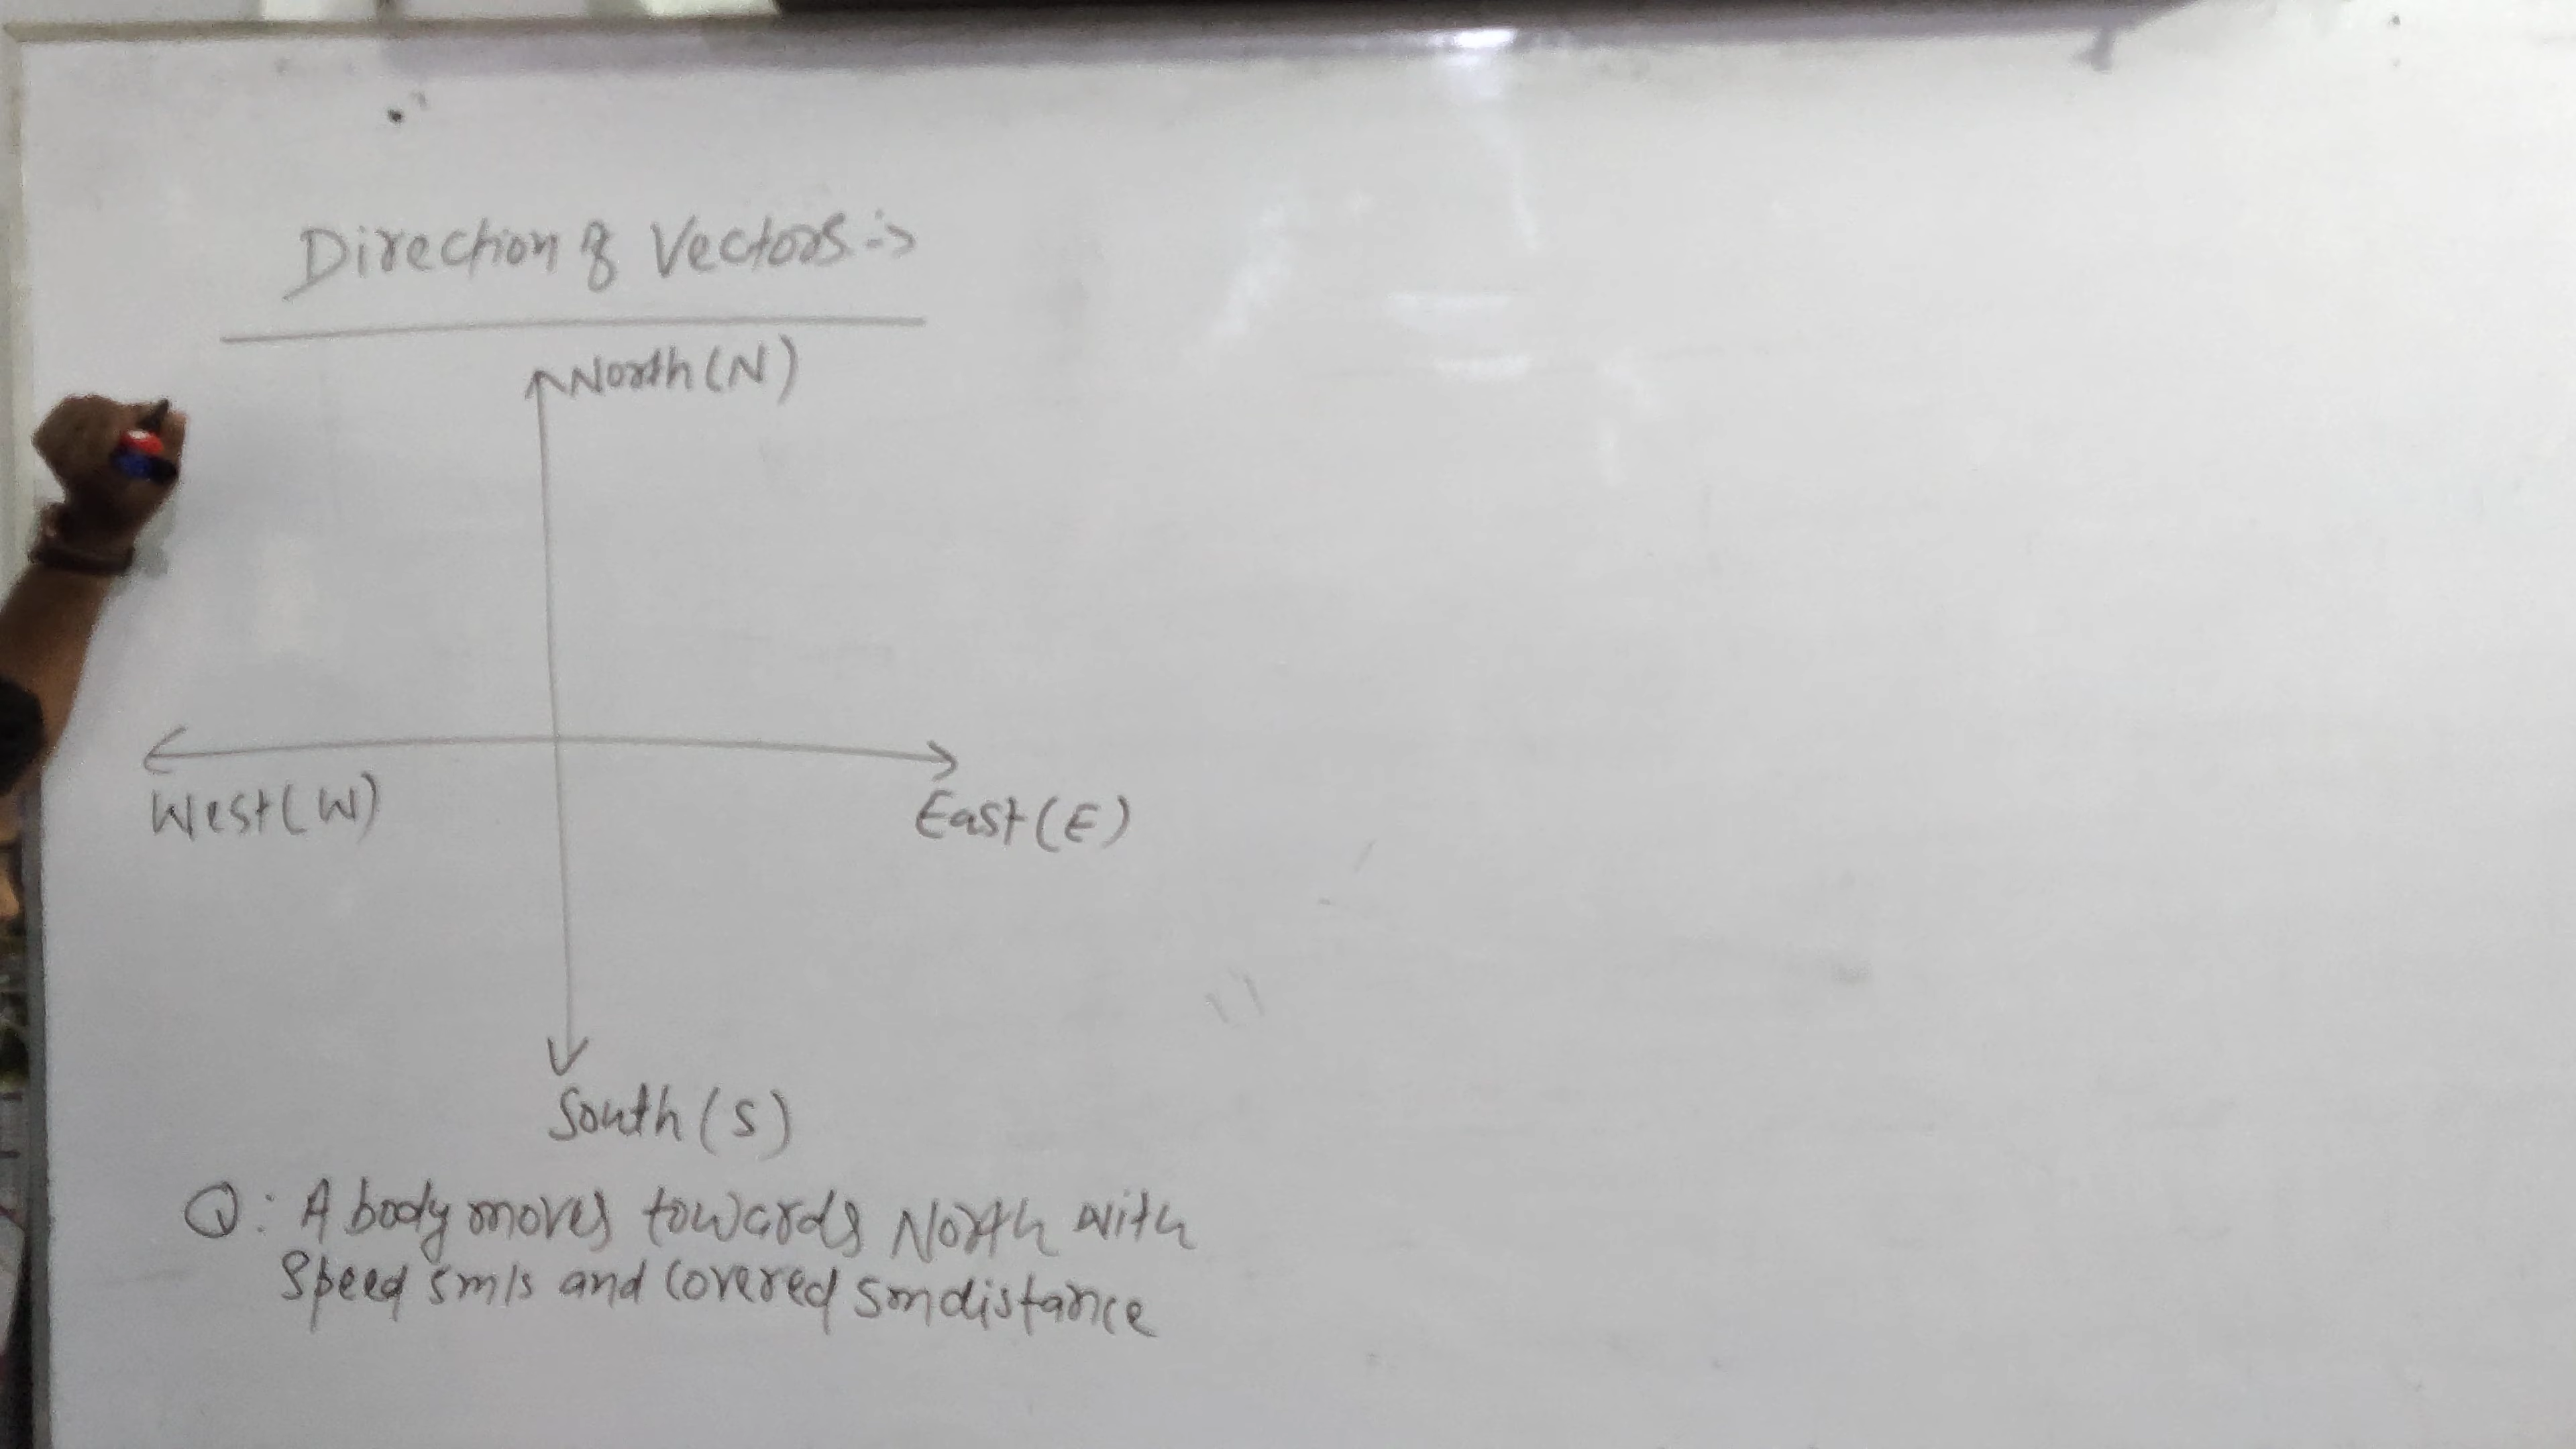 Direction of Vectors :->
North (N)
West (W)
East (E)
South (S)
Q: A body moves towards North with
Speed 5m/s and covered 5m distance